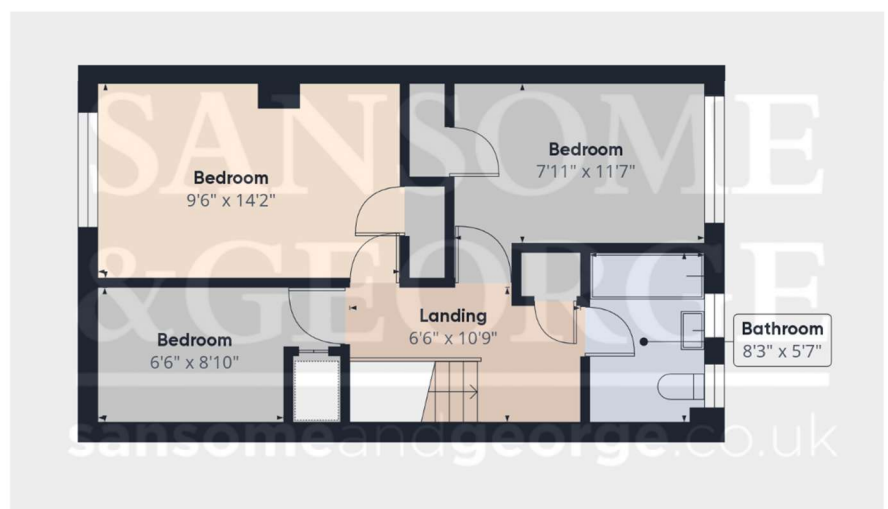 SANSOME
&GEORGE
sansomeandgeorge.co.uk
Bedroom
9'6" x 14'2"
Bedroom
7'11" x 11'7"
Bedroom
6'6" x 8'10"
Landing
6'6" x 10'9"
Bathroom
8'3" x 5'7"